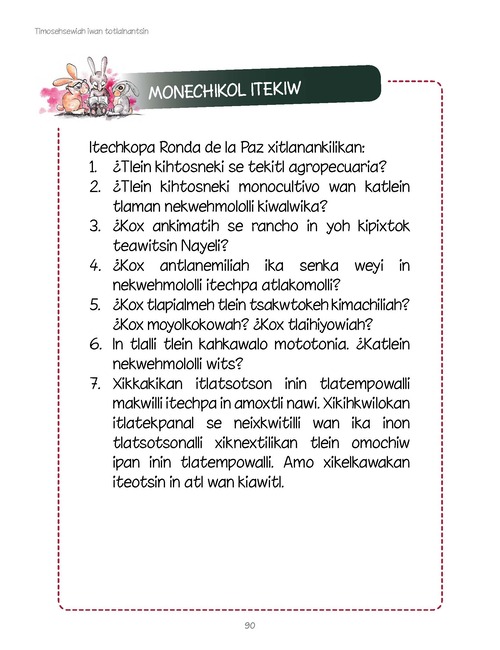 Timosehsewiah iwan totlalnantsin
MONECHIKOL ITEKIW
Itechkopa Ronda de la Paz xitlanankilikan:
1. ¿Tlein kihtosneki se tekitl agropecuaria?
2. ¿Tlein kihtosneki monocultivo wan katlein
tlaman nekwehmololli kiwalwika?
3. ¿Kox ankimatih se rancho in yoh kipixtok
teawitsin Nayeli?
4. ¿Kox antlanemiliah ika senka weyi in
nekwehmololli itechpa atlakomolli?
5. ¿Kox tlapialmeh tlein tsakwtokeh kimachiliah?
¿Kox moyolkokowah? ¿Kox tlaihiyowiah?
6. In tlalli tlein kahkawalo mototonia. ¿Katlein
nekwehmololli wits?
7. Xikkakikan itlatsotson inin tlatempowalli
makwilli itechpa in amoxtli nawi. Xikihkwilokan
itlatekpanal se neixkwitilli wan ika inon
tlatsotsonalli xiknextilikan tlein omochiw
ipan inin tlatempowalli. Amo xikelkawakan
iteotsin in atl wan kiawitl.
90